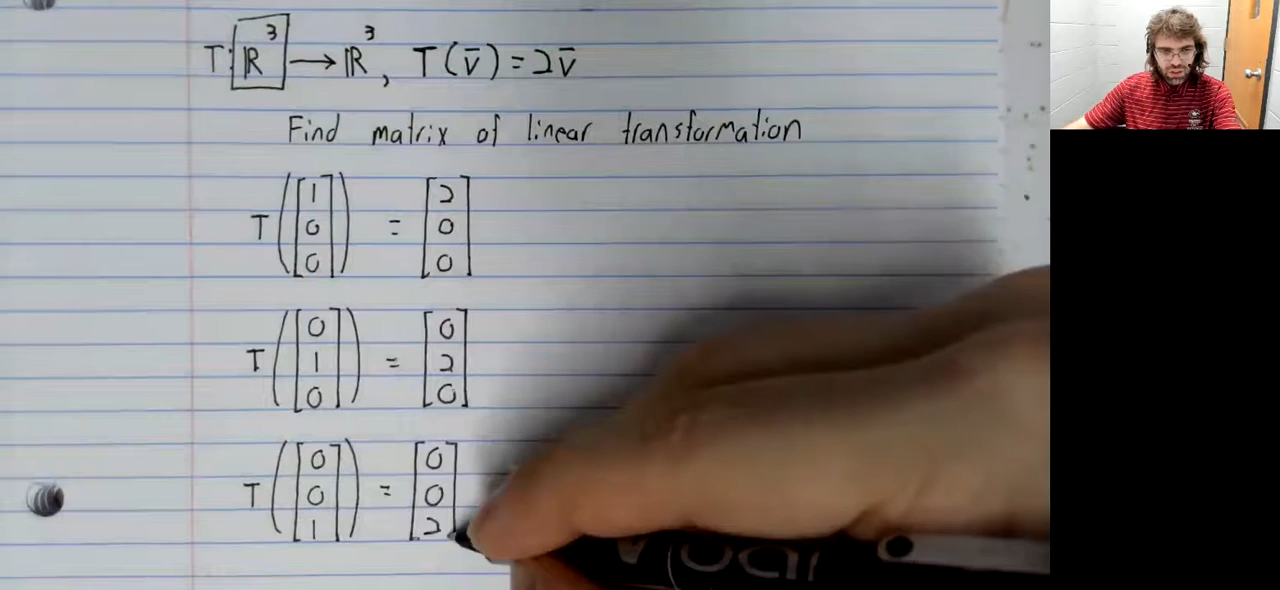 T: ℝ³ → ℝ³, T(v̄) = 2v̄
Find matrix of linear transformation
T([1 0 0]) = [2 0 0]
T([0 1 0]) = [0 2 0]
T([0 0 1]) = [0 0 2]